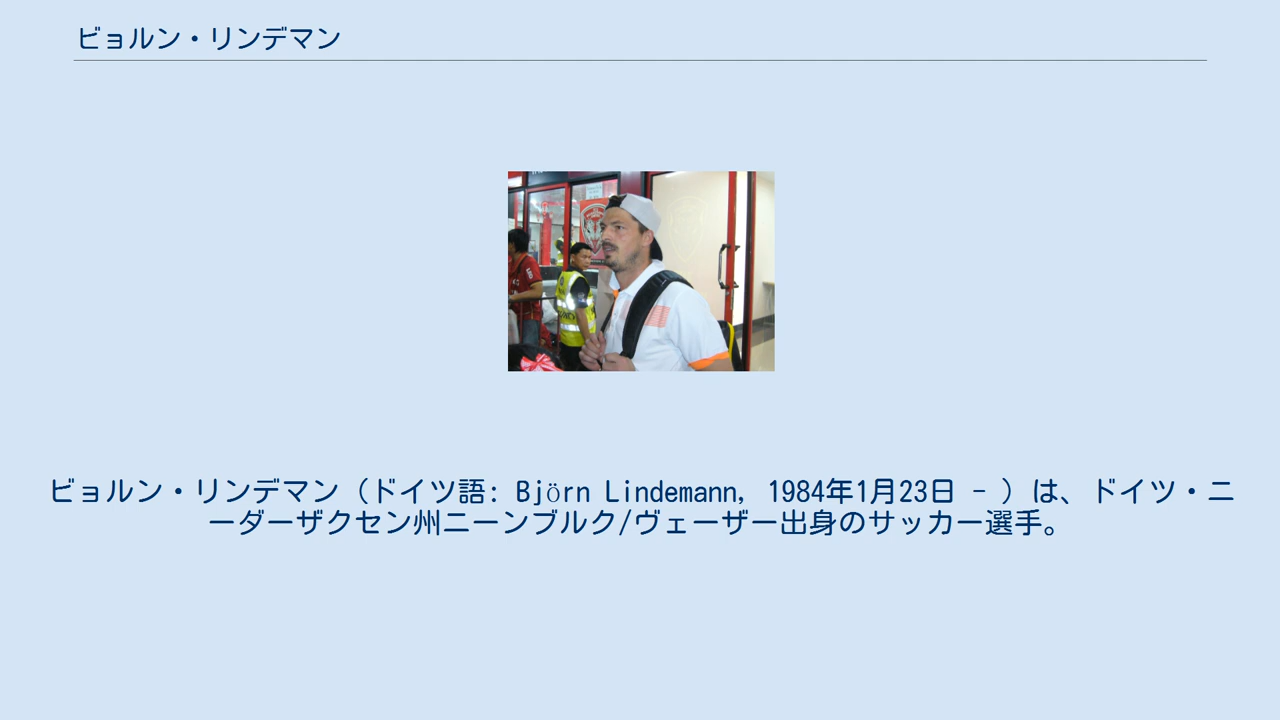 ビョルン・リンデマン
ビョルン・リンデマン（ドイツ語: Björn Lindemann, 1984年1月23日 - ）は、ドイツ・ニ
ーダーザクセン州ニーンブルク/ヴェーザー出身のサッカー選手。